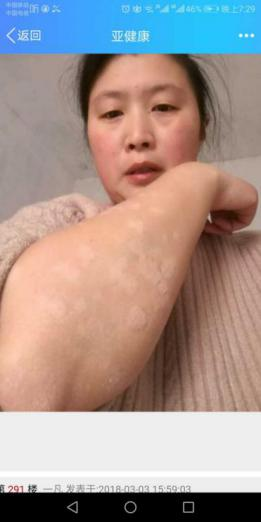 中国移动
中国电信
46% 晚上7:29
返回
亚健康
第 291 楼 一凡 发表于:2018-03-03 15:59:03